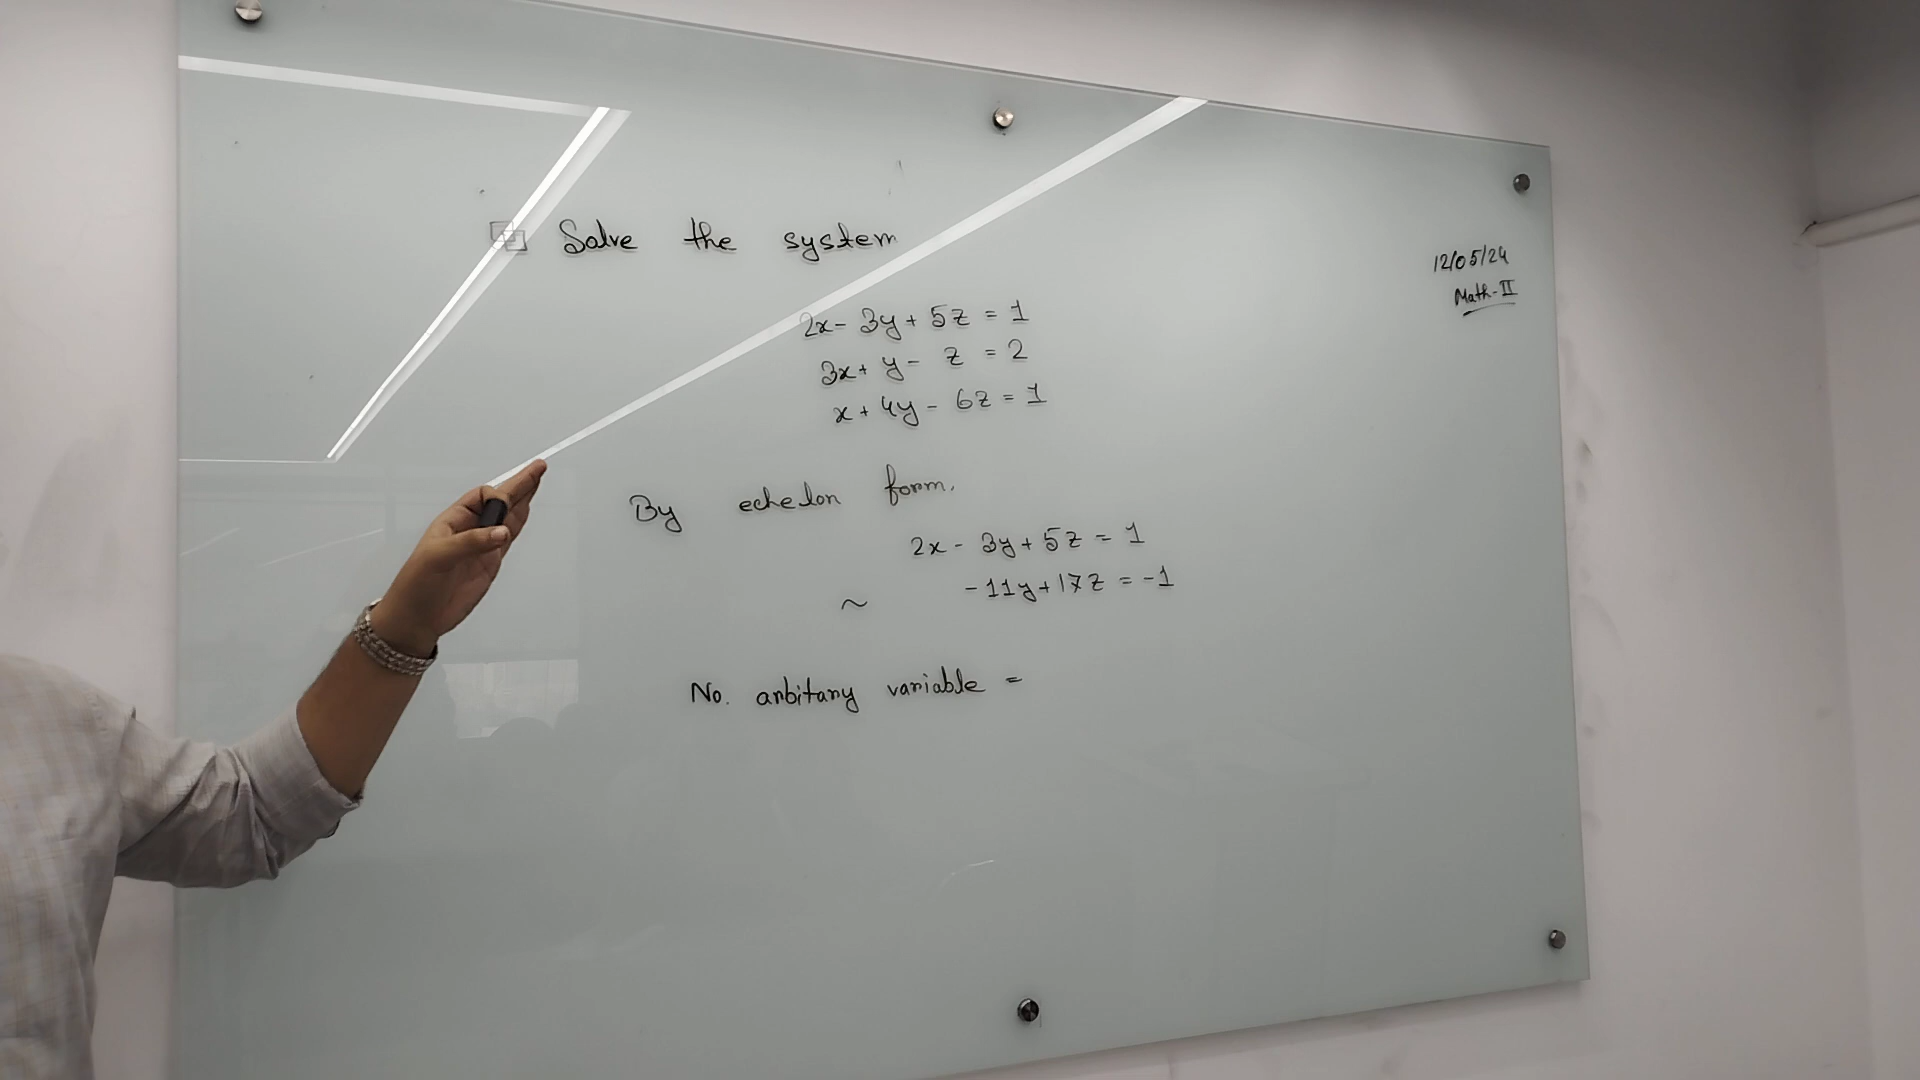 Solve the system
12/05/24
Math-II
2x - 3y + 5z = 1
3x + y - z = 2
x + 4y - 6z = 1
By echelon form.
2x - 3y + 5z = 1
~ -11y + 17z = -1
No. arbitary variable =